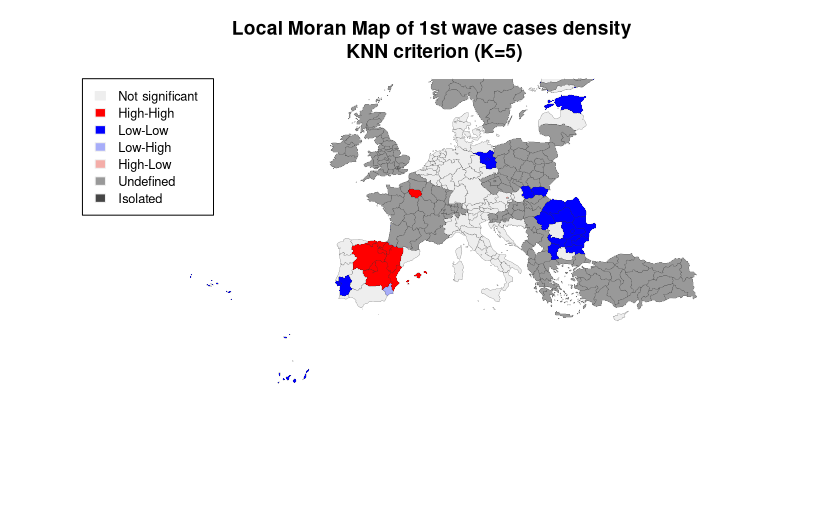 Local Moran Map of 1st wave cases density
KNN criterion (K=5)
Not significant
High-High
Low-Low
Low-High
High-Low
Undefined
Isolated